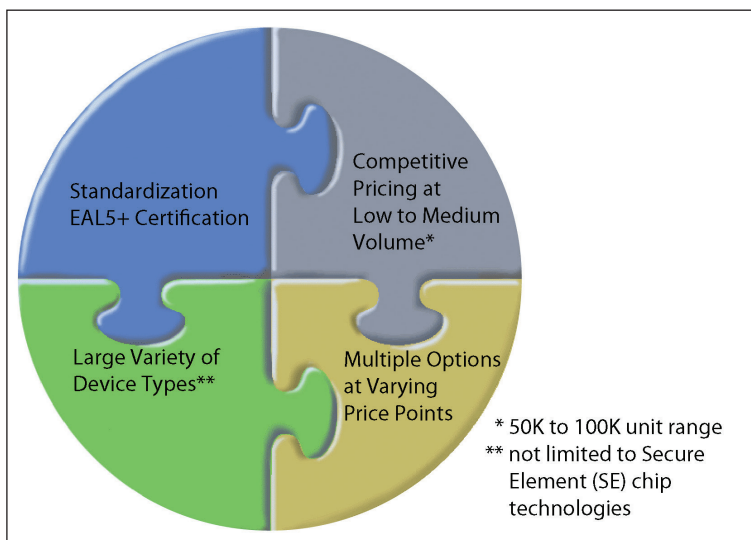 Standardization
EAL5+ Certification
Competitive
Pricing at
Low to Medium
Volume*
Large Variety of
Device Types**
Multiple Options
at Varying
Price Points
* 50K to 100K unit range
** not limited to Secure
Element (SE) chip
technologies